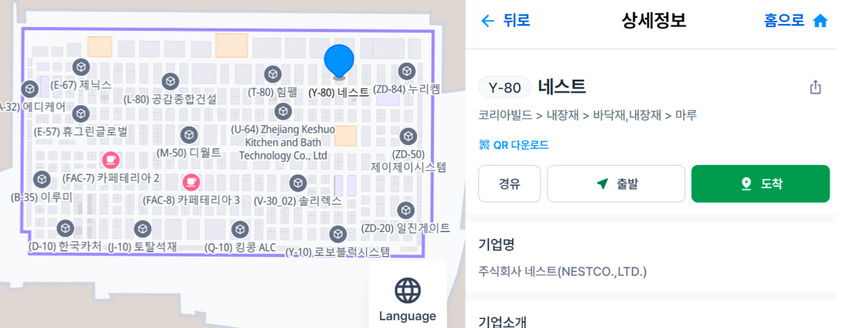 (E-67) 제닉스
(L-80) 공감종합건설
(T-80) 힘펠
(Y-80) 네스트
(ZD-84) 누리켐
A-32) 에디케어
(E-57) 휴그린글로벌
(M-50) 디월트
(U-64) Zhejiang Keshuo
Kitchen and Bath
Technology Co., Ltd
(ZD-50)
제이제이시스템
(FAC-7) 카페테리아 2
(B-35) 이루미
(FAC-8) 카페테리아 3
(V-30_02) 솔리렉스
(ZD-20) 일진게이트
(D-10) 한국카처
(J-10) 토탈석재
(Q-10) 킹콩 ALC
(Y-10) 로보블럭시스템
Language
뒤로
상세정보
홈으로
Y-80 네스트
코리아빌드 > 내장재 > 바닥재,내장재 > 마루
QR 다운로드
경유
출발
도착
기업명
주식회사 네스트(NESTCO.,LTD.)
기업소개